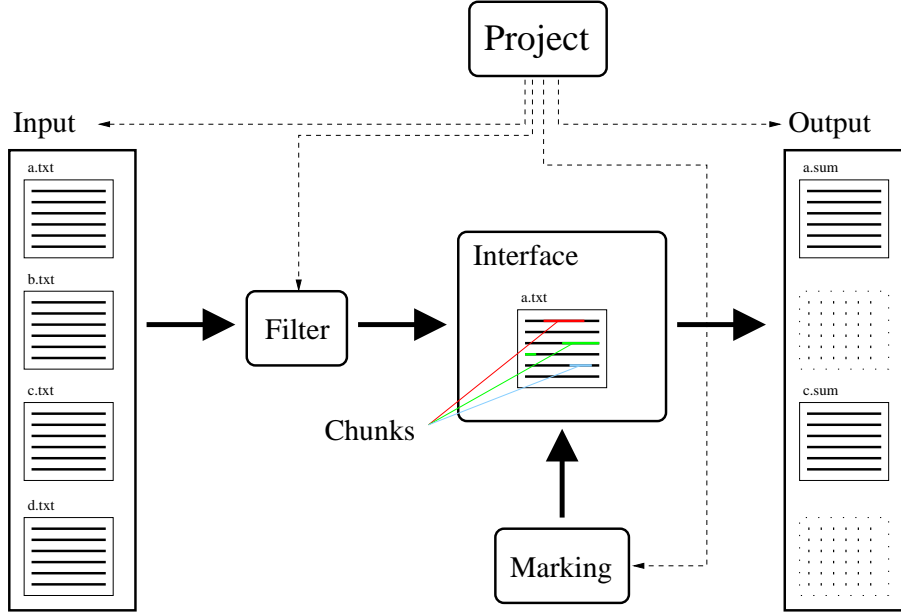 Project
Input
Output
a.txt
a.sum
Interface
b.txt
a.txt
Filter
c.txt
c.sum
Chunks
d.txt
Marking